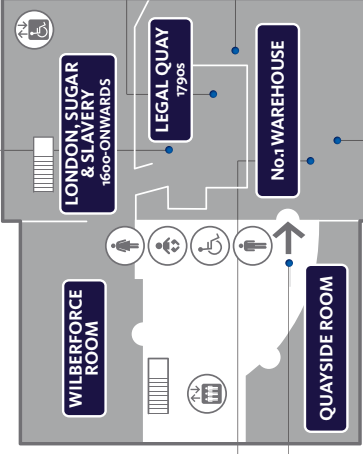 LONDON, SUGAR
& SLAVERY
1600-ONWARDS
LEGAL QUAY
1790s
No.1 WAREHOUSE
WILBERFORCE
ROOM
QUAYSIDE ROOM